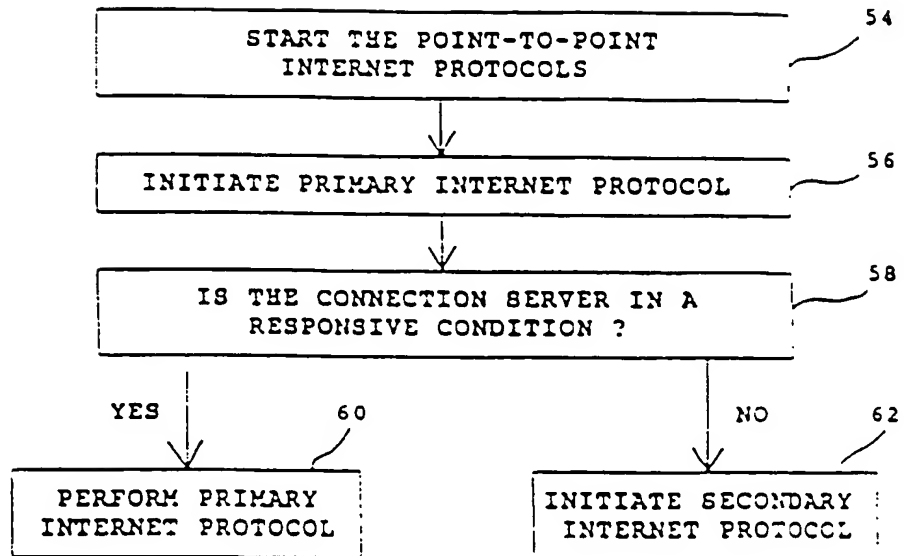 54
START THE POINT-TO-POINT
INTERNET PROTOCOLS
56
INITIATE PRIMARY INTERNET PROTOCOL
58
IS THE CONNECTION SERVER IN A
RESPONSIVE CONDITION ?
YES
60
NO
62
PERFORM PRIMARY
INTERNET PROTOCOL
INITIATE SECONDARY
INTERNET PROTOCOL